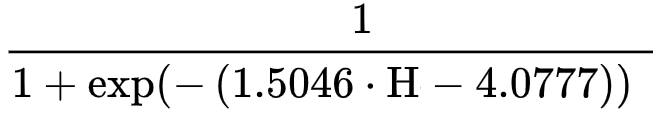 1
1 + exp(− (1.5046 · H − 4.0777))